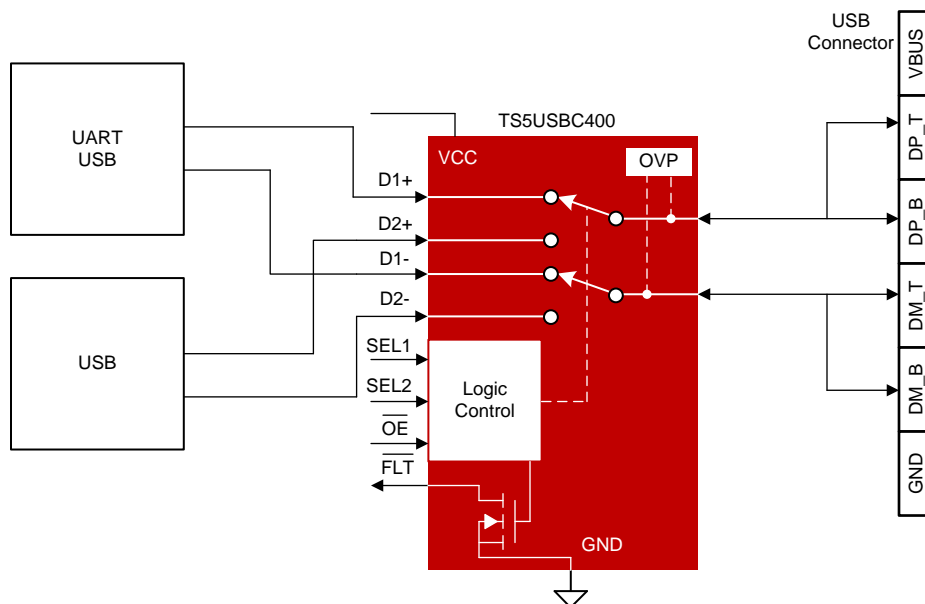 USB
Connector
UART
USB
TS5USBC400
VCC
OVP
D1+
D2+
D1-
D2-
USB
SEL1
SEL2
OE
FLT
Logic
Control
GND
VBUS
DP_T
DP_B
DM_T
DM_B
GND